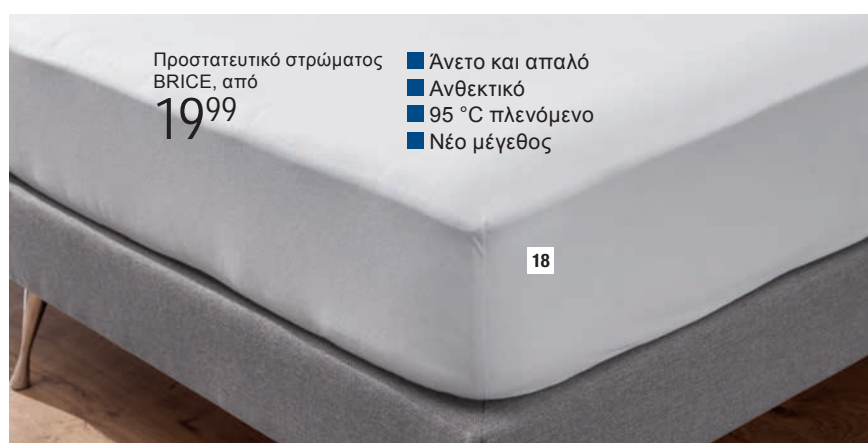 Προστατευτικό στρώματος
BRICE, από
1999
Άνετο και απαλό
Ανθεκτικό
95 °C πλενόμενο
Νέο μέγεθος
18